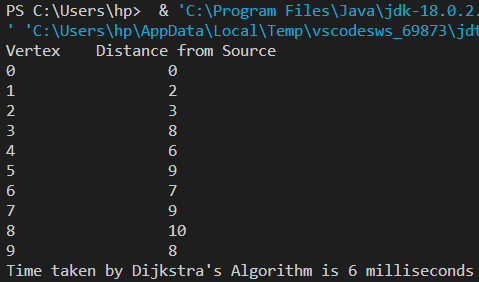 PS C:\Users\hp>  & 'C:\Program Files\Java\jdk-18.0.2.
' 'C:\Users\hp\AppData\Local\Temp\vscodesws_69873\jdt
Vertex    Distance from Source
0                 0
1                 2
2                 3
3                 8
4                 6
5                 9
6                 7
7                 9
8                 10
9                 8
Time taken by Dijkstra's Algorithm is 6 milliseconds